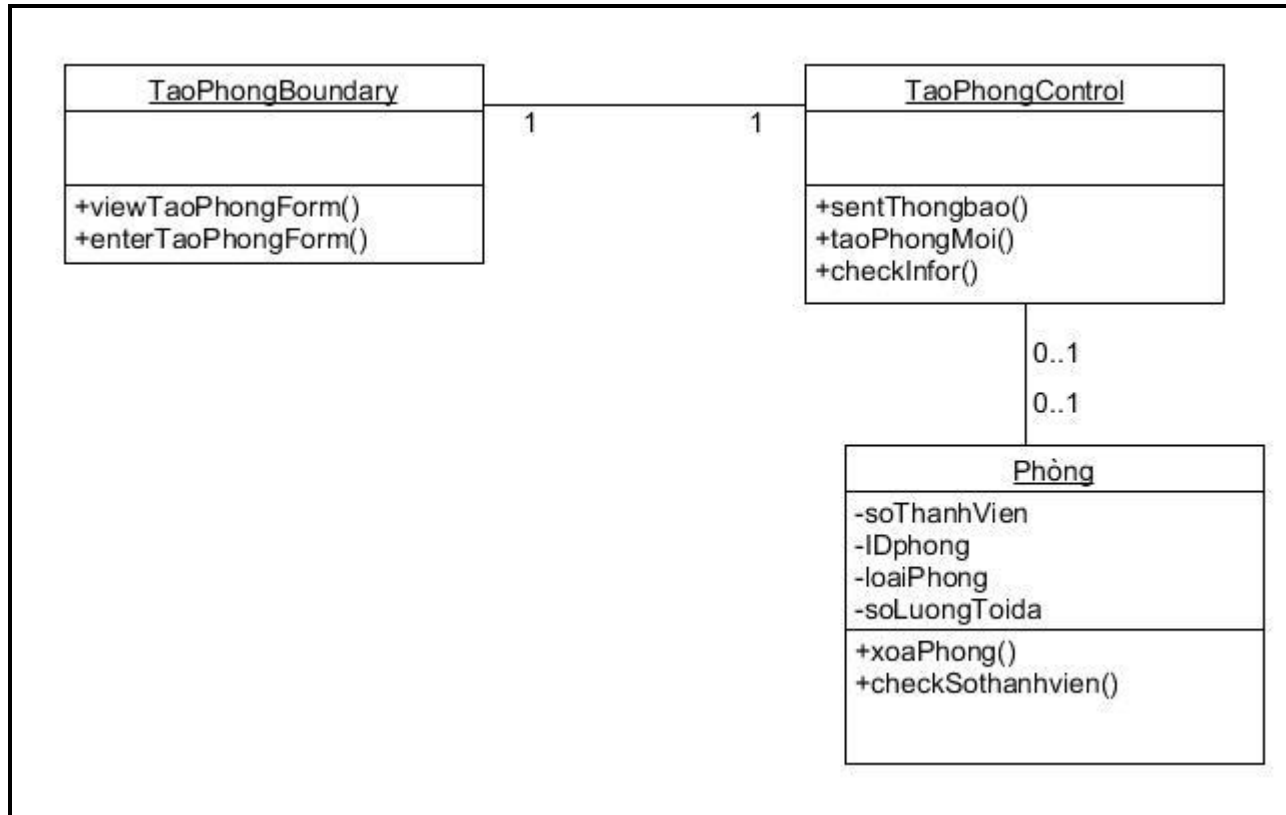 TaoPhongBoundary
+viewTaoPhongForm()
+enterTaoPhongForm()
1
1
TaoPhongControl
+sentThongbao()
+taoPhongMoi()
+checkInfor()
0..1
0..1
Phòng
-soThanhVien
-IDphong
-loaiPhong
-soLuongToida
+xoaPhong()
+checkSothanhvien()